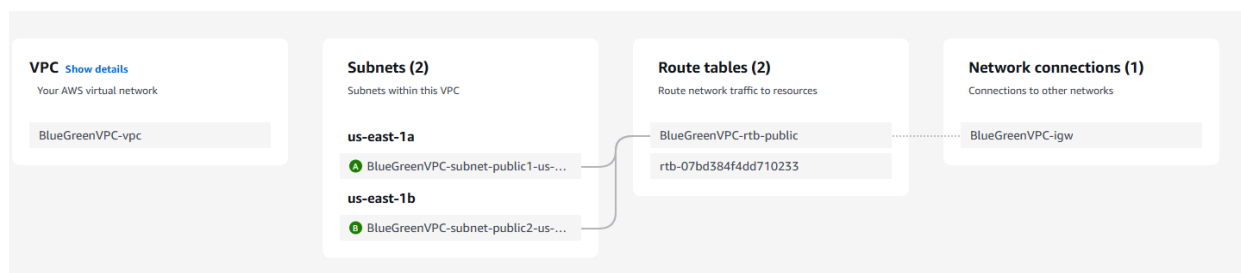 VPC Show details
Your AWS virtual network
BlueGreenVPC-vpc
Subnets (2)
Subnets within this VPC
us-east-1a
A BlueGreenVPC-subnet-public1-us-...
us-east-1b
B BlueGreenVPC-subnet-public2-us-...
Route tables (2)
Route network traffic to resources
BlueGreenVPC-rtb-public
rtb-07bd384f4dd710233
Network connections (1)
Connections to other networks
BlueGreenVPC-igw